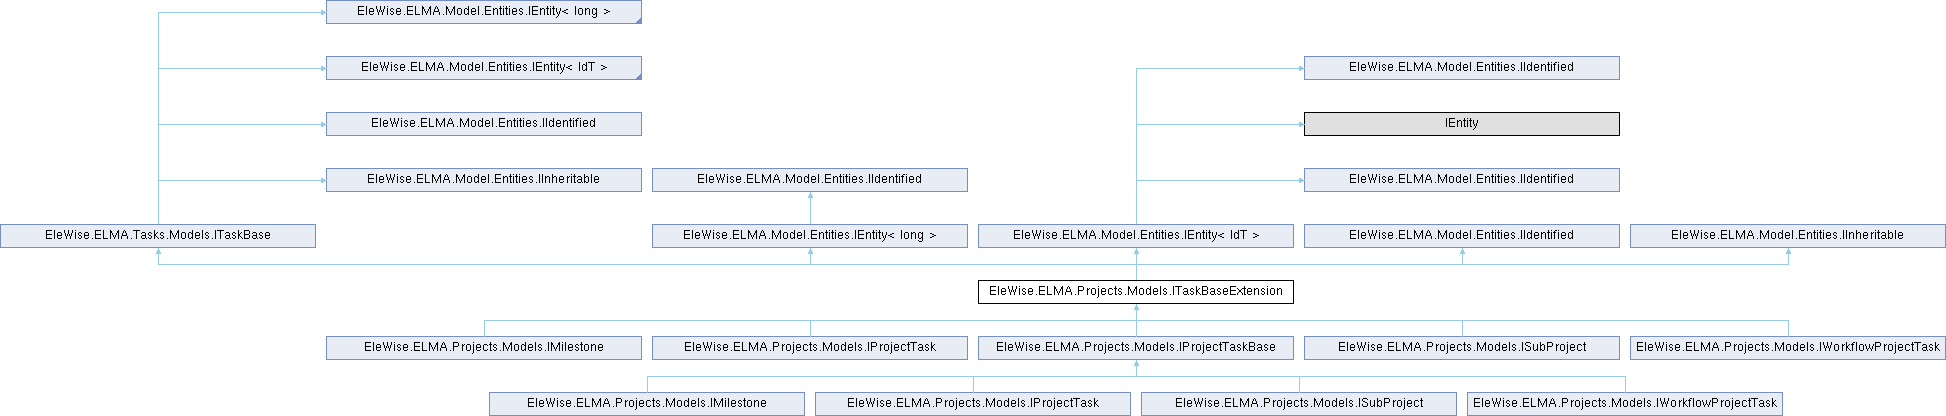 EleWise.ELMA.Model.Entities.IEntity< long >
EleWise.ELMA.Model.Entities.IEntity< IdT >
EleWise.ELMA.Model.Entities.IIdentified
EleWise.ELMA.Model.Entities.IIdentified
IEntity
EleWise.ELMA.Model.Entities.IInheritable
EleWise.ELMA.Model.Entities.IIdentified
EleWise.ELMA.Model.Entities.IIdentified
EleWise.ELMA.Tasks.Models.ITaskBase
EleWise.ELMA.Model.Entities.IEntity< long >
EleWise.ELMA.Model.Entities.IEntity< IdT >
EleWise.ELMA.Model.Entities.IIdentified
EleWise.ELMA.Model.Entities.IInheritable
EleWise.ELMA.Projects.Models.ITaskBaseExtension
EleWise.ELMA.Projects.Models.IMilestone
EleWise.ELMA.Projects.Models.IProjectTask
EleWise.ELMA.Projects.Models.IProjectTaskBase
EleWise.ELMA.Projects.Models.ISubProject
EleWise.ELMA.Projects.Models.IWorkflowProjectTask
EleWise.ELMA.Projects.Models.IMilestone
EleWise.ELMA.Projects.Models.IProjectTask
EleWise.ELMA.Projects.Models.ISubProject
EleWise.ELMA.Projects.Models.IWorkflowProjectTask